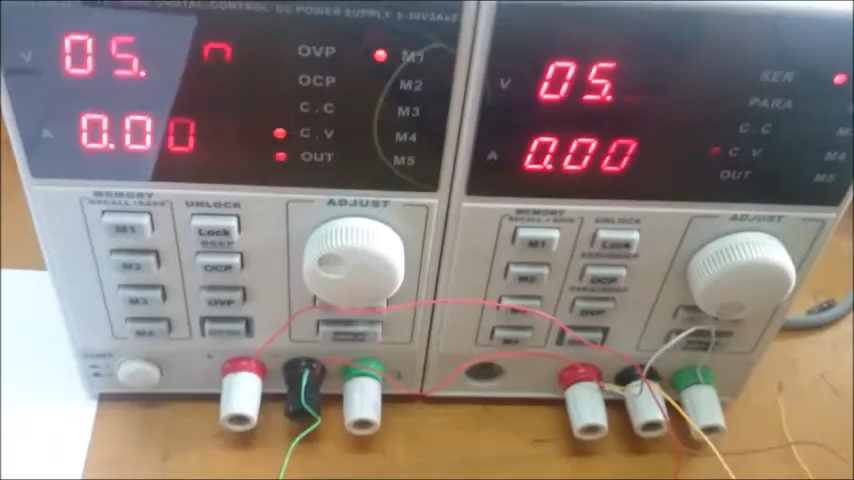 DIGITAL CONTROL DC POWER SUPPLY 0-30V
V 05. OVP M1
OCP M2
C.C M3
A 0.00 C.V M4
OUT M5
MEMORY UNLOCK ADJUST
M1 Lock
M2 OCP
M3 OVP
M4
V 05. SER
PARA
C.C
A 0.00 C.V M4
OUT M5
MEMORY UNLOCK ADJUST
M1 Lock
M2 OCP
OVP